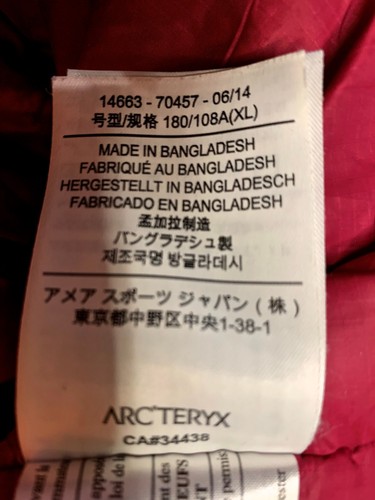 14663 - 70457 - 06/14
号型/规格 180/108A(XL)
MADE IN BANGLADESH
FABRIQUÉ AU BANGLADESH
HERGESTELLT IN BANGLADESCH
FABRICADO EN BANGLADESH
孟加拉制造
バングラデシュ製
제조국명 방글라데시
アメア スポーツ ジャパン ( 株 )
東京都中野区中央1-38-1
ARC'TERYX
CA#34438